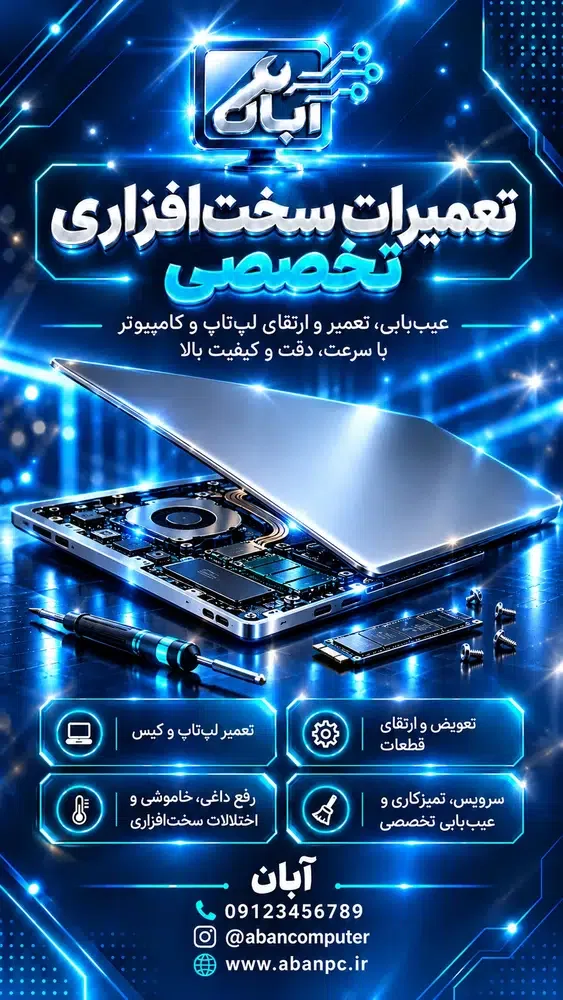 آبان
تعمیرات سخت‌افزاری
تخصصی
عیب‌یابی، تعمیر و ارتقای لپ‌تاپ و کامپیوتر
با سرعت، دقت و کیفیت بالا
تعویض و ارتقای
قطعات
تعمیر لپ‌تاپ و کیس
سرویس، تمیزکاری و
عیب‌یابی تخصصی
رفع داغی، خاموشی و
اختلالات سخت‌افزاری
آبان
09123456789
@abancomputer
www.abanpc.ir